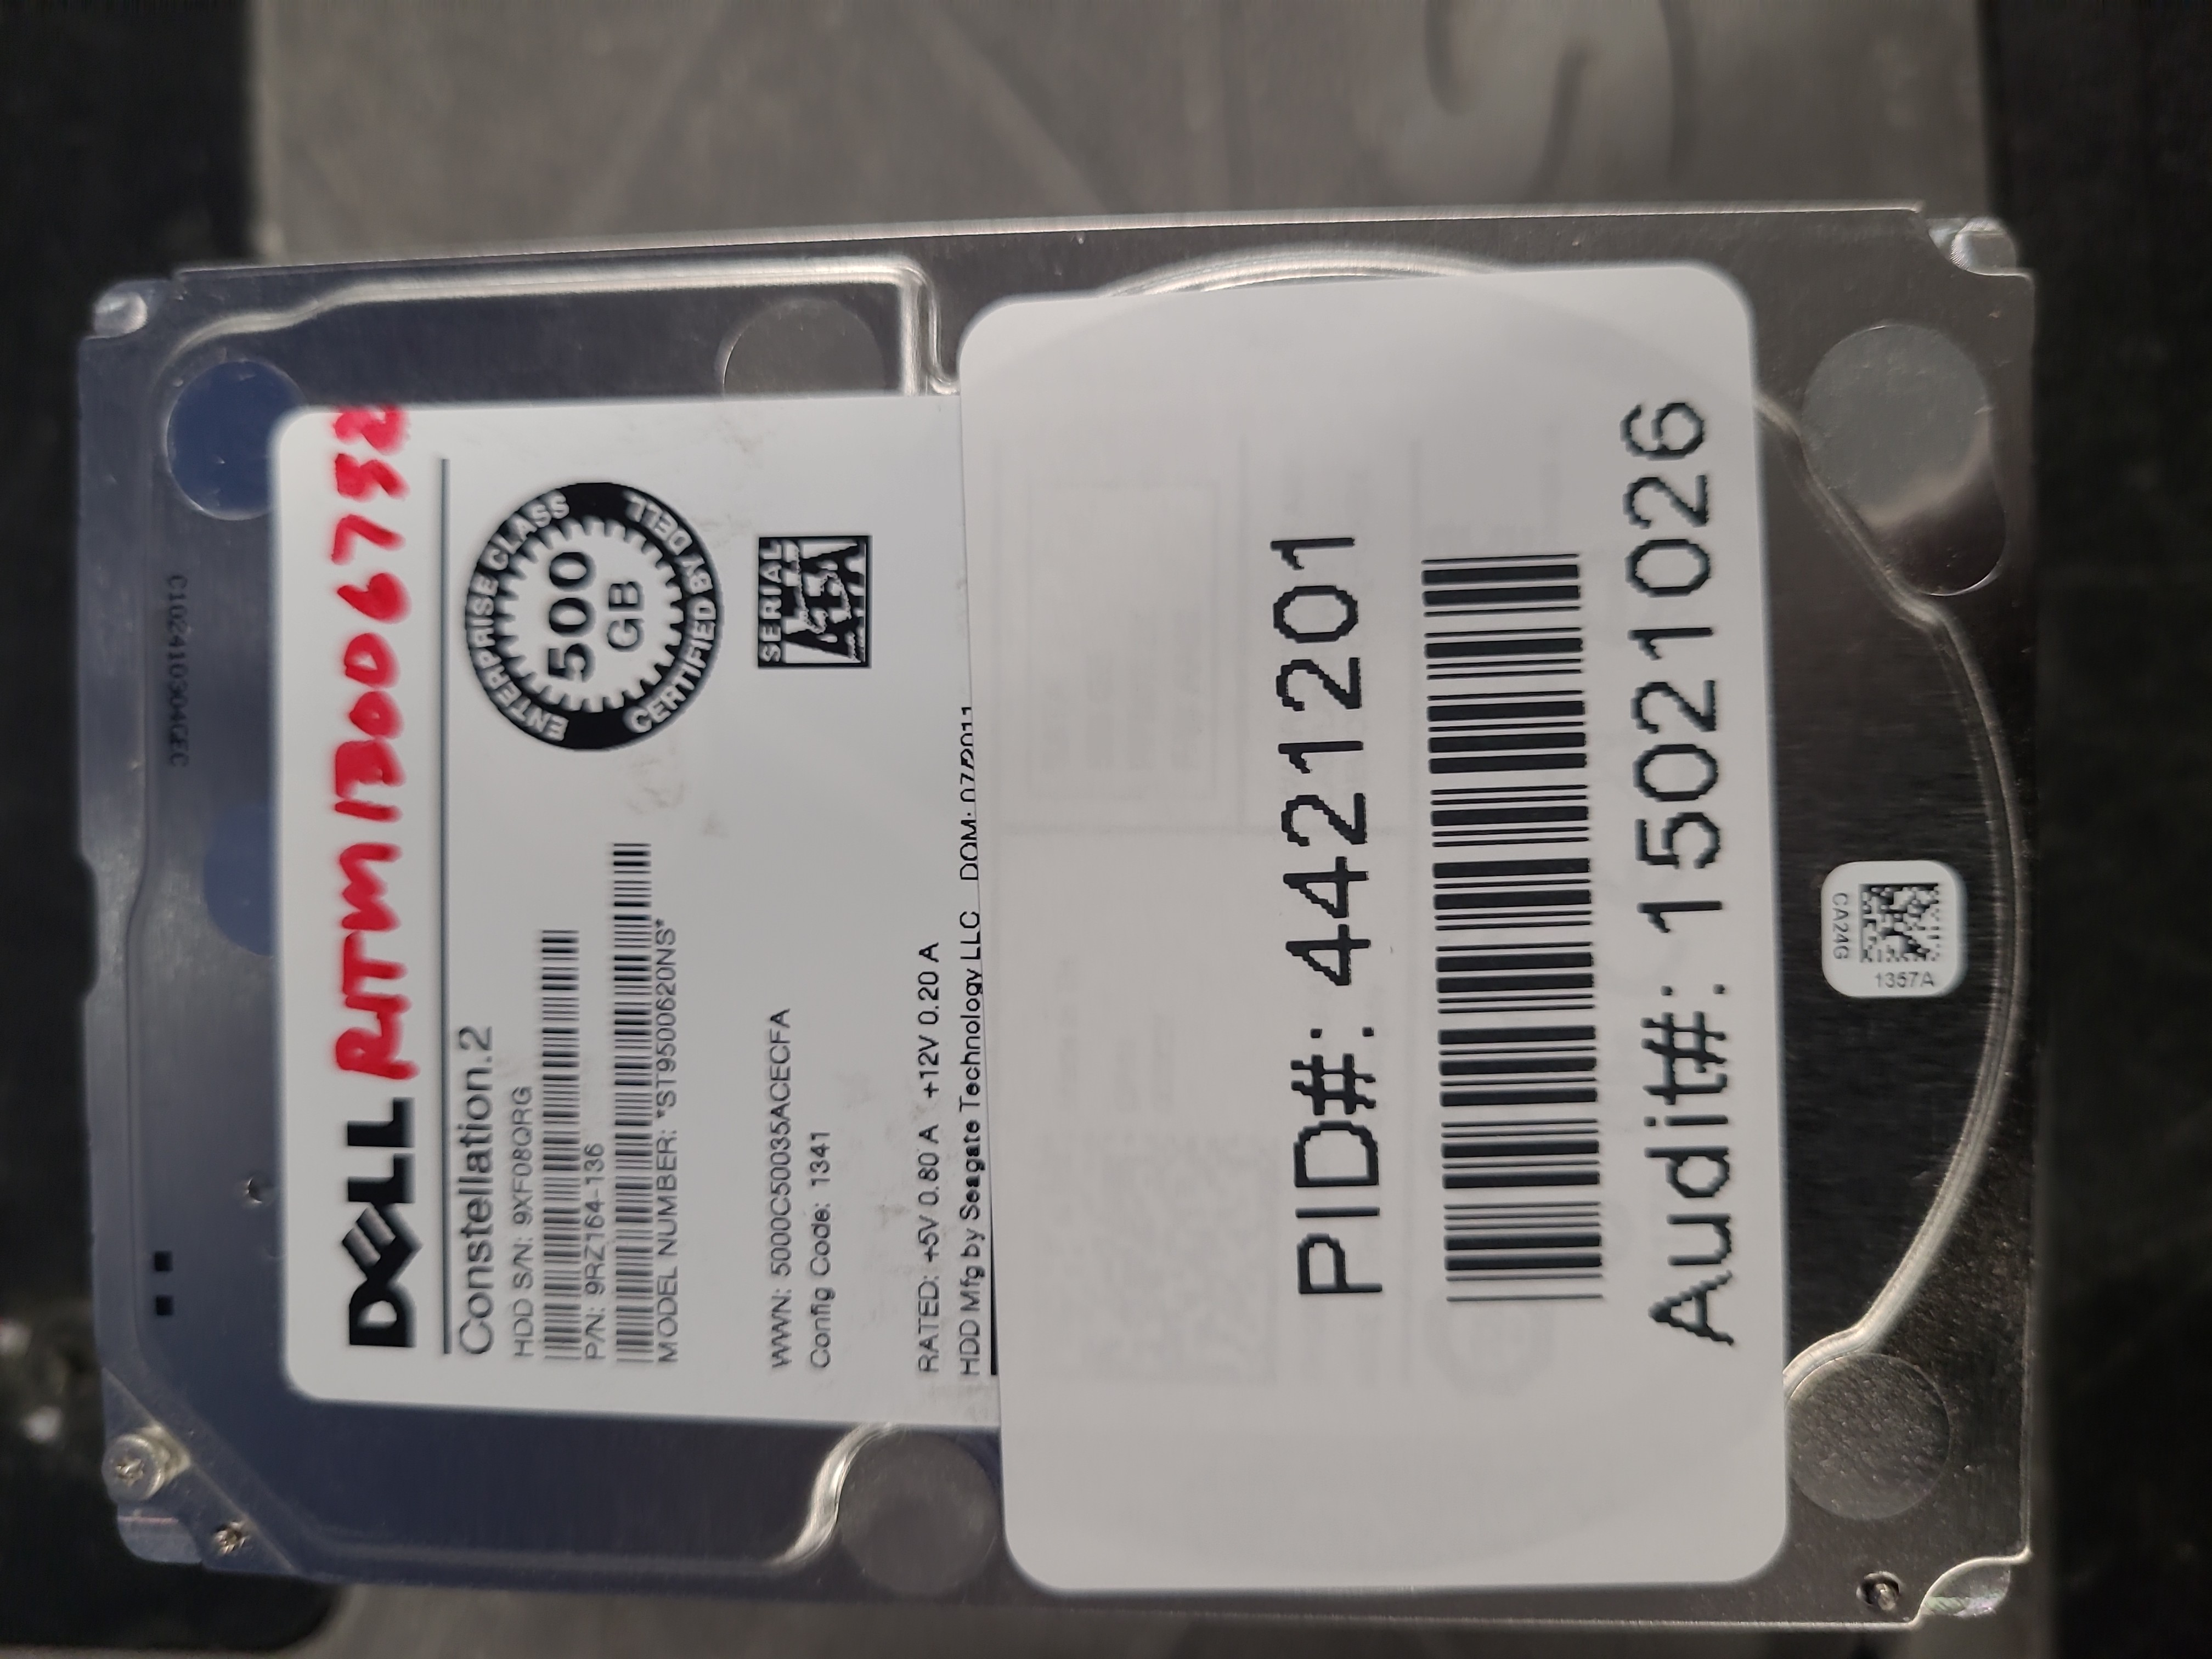 C102410304CEC
DELL RITM13006752
Constellation.2
HDD S/N: 9XF08QRG
P/N: 9RZ164-136
MODEL NUMBER: *ST9500620NS*
ENTERPRISE CLASS
500
GB
CERTIFIED BY DELL
WWN: 5000C50035ACECFA
Config Code: 1341
SERIAL
ATA
RATED: +5V 0.80 A +12V 0.20 A
HDD Mfg by Seagate Technology LLC DOM: 07/2011
PID#: 4421201
Audit#: 15021026
CA24G
1357A